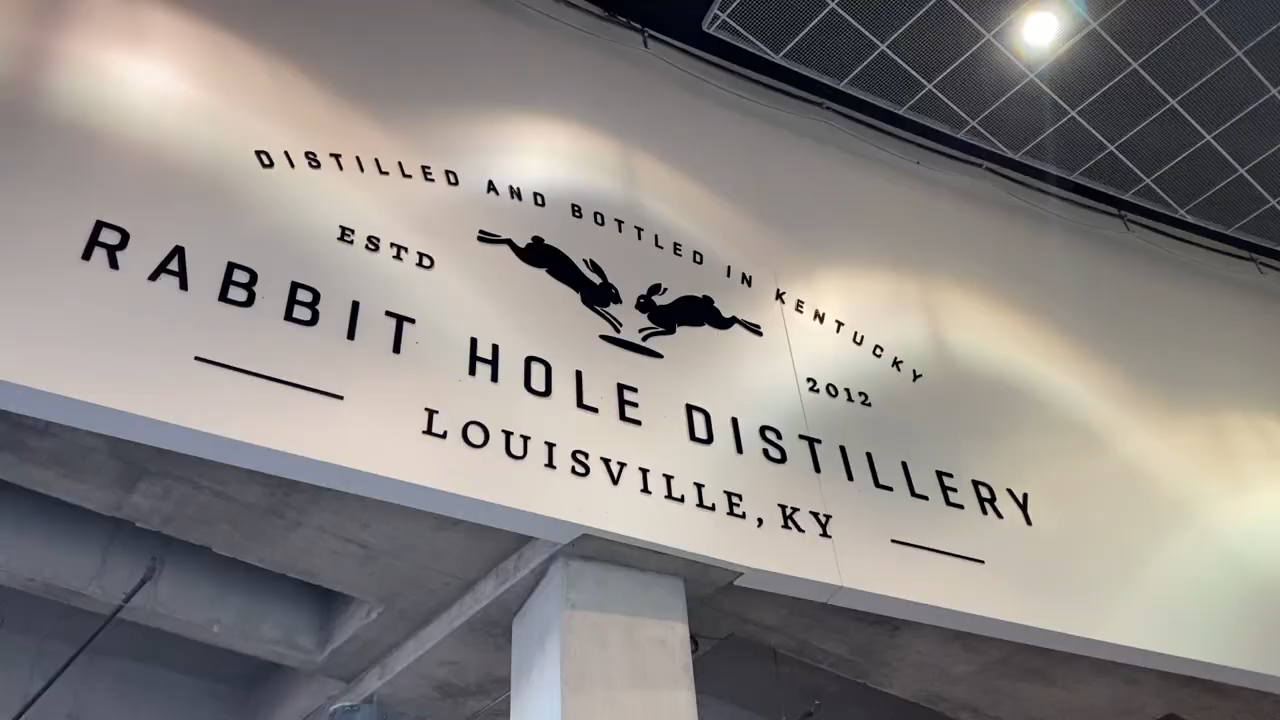 DISTILLED AND BOTTLED IN KENTUCKY
ESTD 2012
RABBIT HOLE DISTILLERY
LOUISVILLE, KY